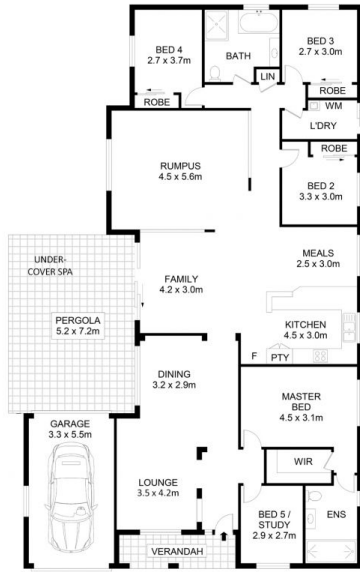 BED 4
2.7 x 3.7m
BATH
BED 3
2.7 x 3.0m
LIN
ROBE
ROBE
WM
L'DRY
ROBE
RUMPUS
4.5 x 5.6m
BED 2
3.3 x 3.0m
UNDER-
COVER SPA
MEALS
2.5 x 3.0m
FAMILY
4.2 x 3.0m
PERGOLA
5.2 x 7.2m
KITCHEN
4.5 x 3.0m
F
PTY
DINING
3.2 x 2.9m
MASTER
BED
4.5 x 3.1m
GARAGE
3.3 x 5.5m
WIR
LOUNGE
3.5 x 4.2m
BED 5 /
STUDY
2.9 x 2.7m
ENS
VERANDAH